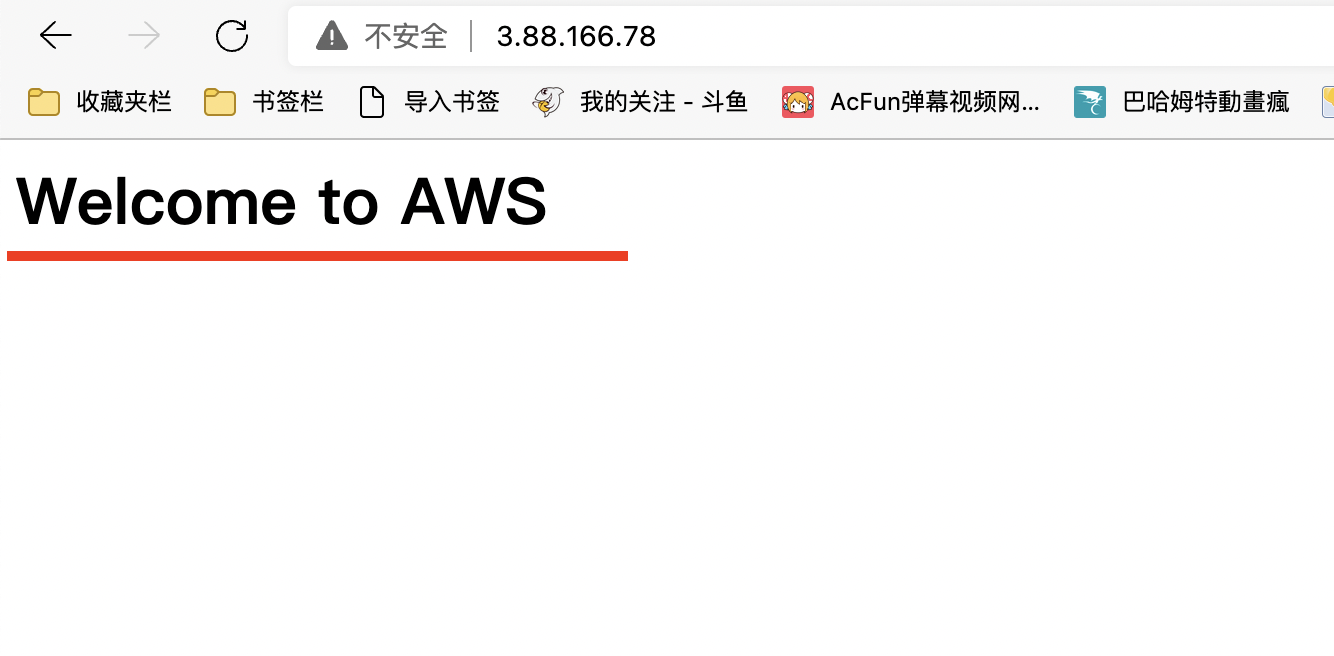 不安全 3.88.166.78
收藏夹栏 书签栏 导入书签 我的关注 - 斗鱼 AcFun弹幕视频网... 巴哈姆特動畫瘋
Welcome to AWS